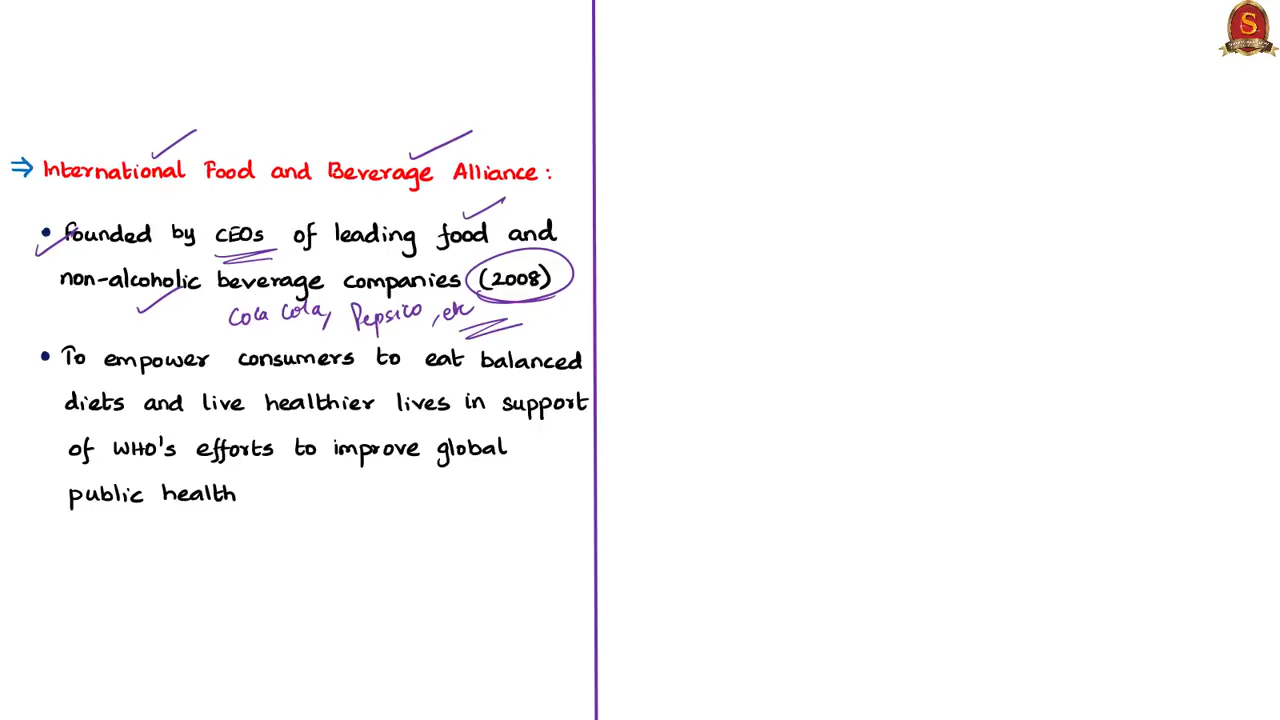 ⇒ International Food and Beverage Alliance:
• founded by CEOs of leading food and
non-alcoholic beverage companies (2008)
Cola Cola, Pepsico, etc
• To empower consumers to eat balanced
diets and live healthier lives in support
of WHO's efforts to improve global
public health
S